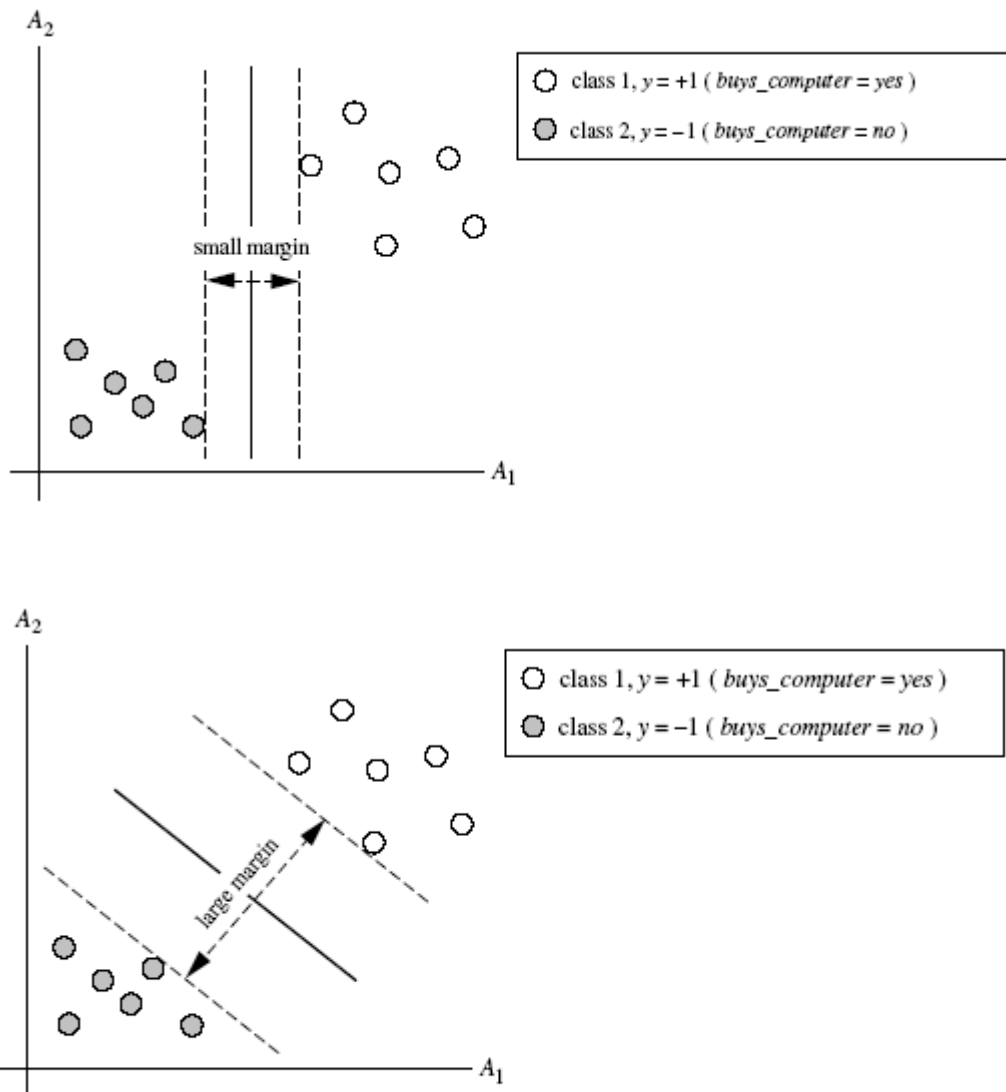 A2
class 1, y = +1 ( buys_computer = yes )
class 2, y = −1 ( buys_computer = no )
small margin
A1
A2
class 1, y = +1 ( buys_computer = yes )
class 2, y = −1 ( buys_computer = no )
large margin
A1